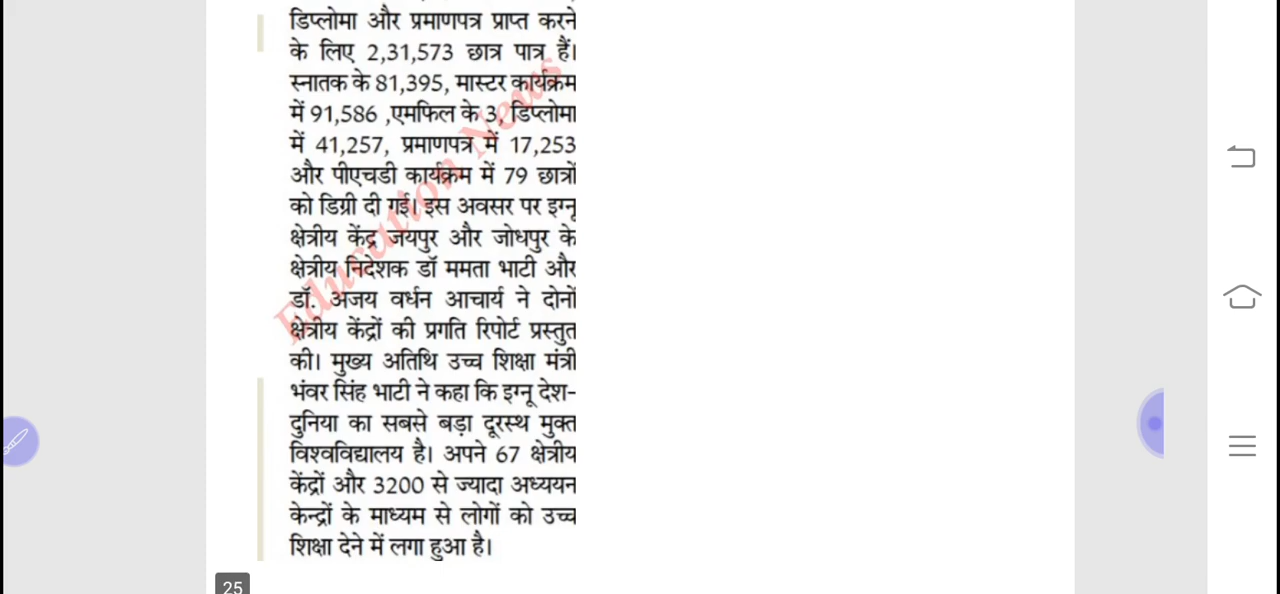 डिप्लोमा और प्रमाणपत्र प्राप्त करने
के लिए 2,31,573 छात्र पात्र हैं।
स्नातक के 81,395, मास्टर कार्यक्रम
में 91,586 ,एमफिल के 3, डिप्लोमा
में 41,257, प्रमाणपत्र में 17,253
और पीएचडी कार्यक्रम में 79 छात्रों
को डिग्री दी गई। इस अवसर पर इग्नू
क्षेत्रीय केंद्र जयपुर और जोधपुर के
क्षेत्रीय निदेशक डॉ ममता भाटी और
डॉ. अजय वर्धन आचार्य ने दोनों
क्षेत्रीय केंद्रों की प्रगति रिपोर्ट प्रस्तुत
की। मुख्य अतिथि उच्च शिक्षा मंत्री
भंवर सिंह भाटी ने कहा कि इग्नू देश-
दुनिया का सबसे बड़ा दूरस्थ मुक्त
विश्वविद्यालय है। अपने 67 क्षेत्रीय
केंद्रों और 3200 से ज्यादा अध्ययन
केन्द्रों के माध्यम से लोगों को उच्च
शिक्षा देने में लगा हुआ है।
Education News
25